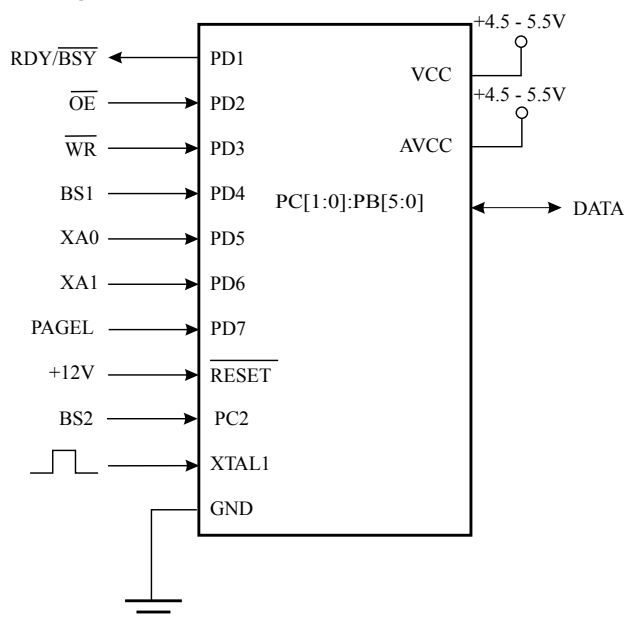 +4.5 - 5.5V
RDY/BSY PD1
VCC
OE PD2
+4.5 - 5.5V
WR PD3
AVCC
BS1 PD4
PC[1:0]:PB[5:0]
DATA
XA0 PD5
XA1 PD6
PAGEL PD7
+12V RESET
BS2 PC2
XTAL1
GND